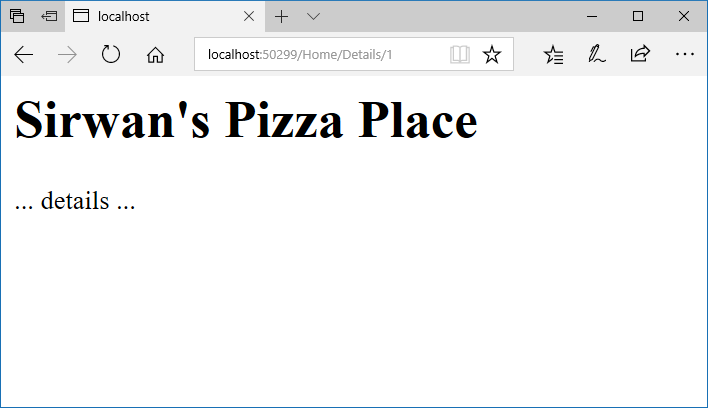 localhost
localhost:50299/Home/Details/1
Sirwan's Pizza Place
... details ...